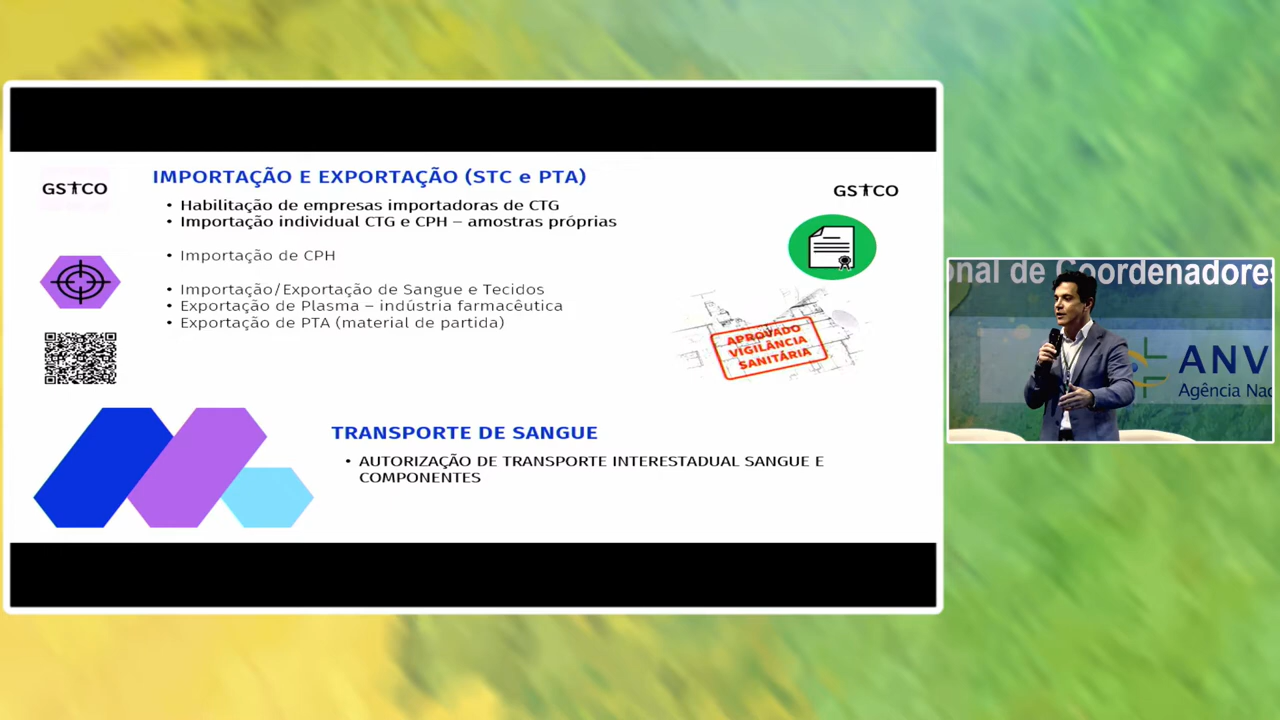 GSTCO
IMPORTAÇÃO E EXPORTAÇÃO (STC e PTA)
GSTCO
• Habilitação de empresas importadoras de CTG
• Importação individual CTG e CPH – amostras próprias
• Importação de CPH
• Importação/Exportação de Sangue e Tecidos
• Exportação de Plasma – indústria farmacêutica
• Exportação de PTA (material de partida)
APROVADO
VIGILÂNCIA
SANITÁRIA
TRANSPORTE DE SANGUE
• AUTORIZAÇÃO DE TRANSPORTE INTERESTADUAL SANGUE E
COMPONENTES
onal de Coordenadores
ANV
Agência Nac